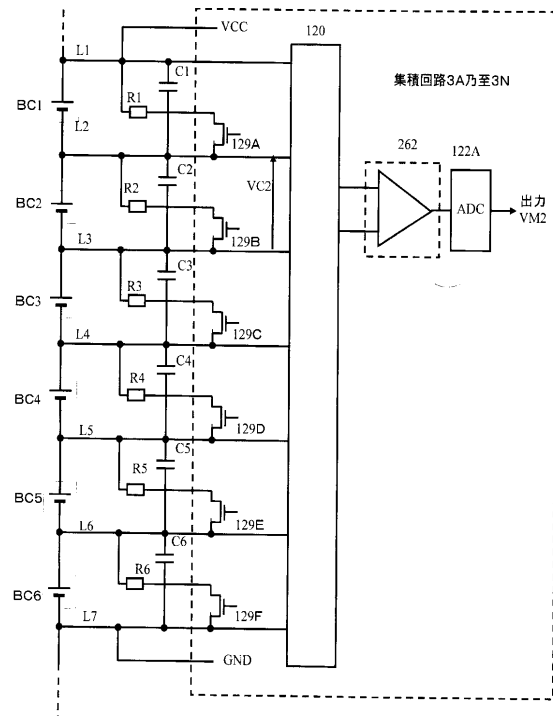 VCC
120
L1
C1
集積回路3A乃至3N
R1
BC1
129A
L2
262
122A
C2
VC2
R2
ADC
出力
VM2
BC2
129B
L3
C3
R3
BC3
129C
L4
C4
R4
BC4
129D
L5
C5
R5
BC5
129E
L6
C6
R6
BC6
129F
L7
GND